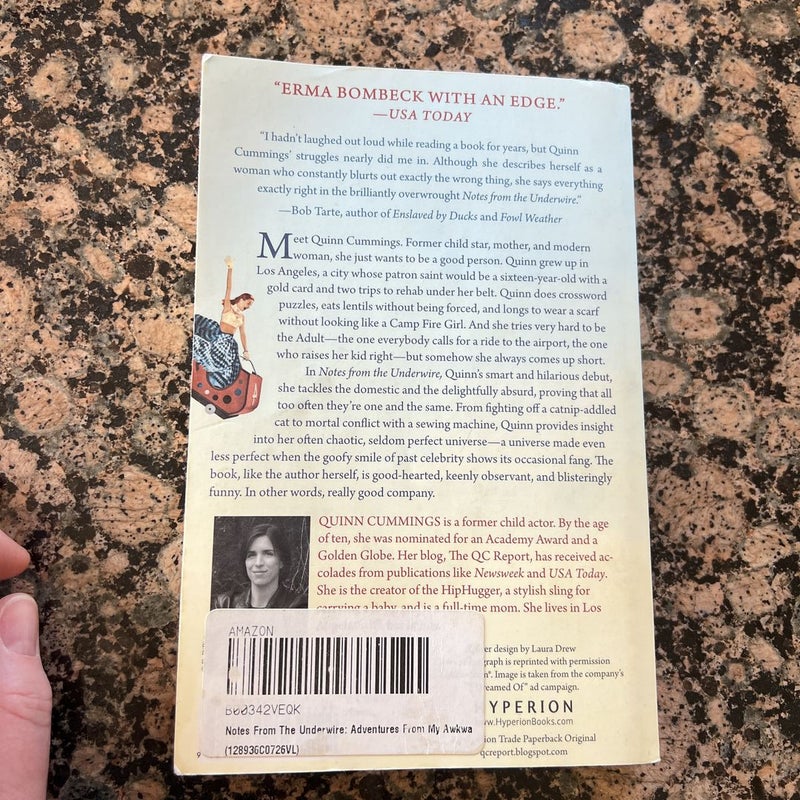 “ERMA BOMBECK WITH AN EDGE.”
—USA TODAY
“I hadn't laughed out loud while reading a book for years, but Quinn
Cummings' struggles nearly did me in. Although she describes herself as a
woman who constantly blurts out exactly the wrong thing, she says everything
exactly right in the brilliantly overwrought Notes from the Underwire.”
—Bob Tarte, author of Enslaved by Ducks and Fowl Weather
Meet Quinn Cummings. Former child star, mother, and modern
woman, she just wants to be a good person. Quinn grew up in
Los Angeles, a city whose patron saint would be a sixteen-year-old with a
gold card and two trips to rehab under her belt. Quinn does crossword
puzzles, eats lentils without being forced, and longs to wear a scarf
without looking like a Camp Fire Girl. And she tries very hard to be
the Adult—the one everybody calls for a ride to the airport, the one
who raises her kid right—but somehow she always comes up short.
In Notes from the Underwire, Quinn's smart and hilarious debut,
she tackles the domestic and the delightfully absurd, proving that all
too often they're one and the same. From fighting off a catnip-addled
cat to mortal conflict with a sewing machine, Quinn provides insight
into her often chaotic, seldom perfect universe—a universe made even
less perfect when the goofy smile of past celebrity shows its occasional fang. The
book, like the author herself, is good-hearted, keenly observant, and blisteringly
funny. In other words, really good company.
QUINN CUMMINGS is a former child actor. By the age
of ten, she was nominated for an Academy Award and a
Golden Globe. Her blog, The QC Report, has received ac-
colades from publications like Newsweek and USA Today.
She is the creator of the HipHugger, a stylish sling for
carrying a baby, and is a full-time mom. She lives in Los
AMAZON
B00342VEQK
Notes From The Underwire: Adventures From My Awkwa
(128936C0726VL)
er design by Laura Drew
graph is reprinted with permission
n®. Image is taken from the company's
reamed Of" ad campaign.
HYPERION
www.HyperionBooks.com
ion Trade Paperback Original
qcreport.blogspot.com
9